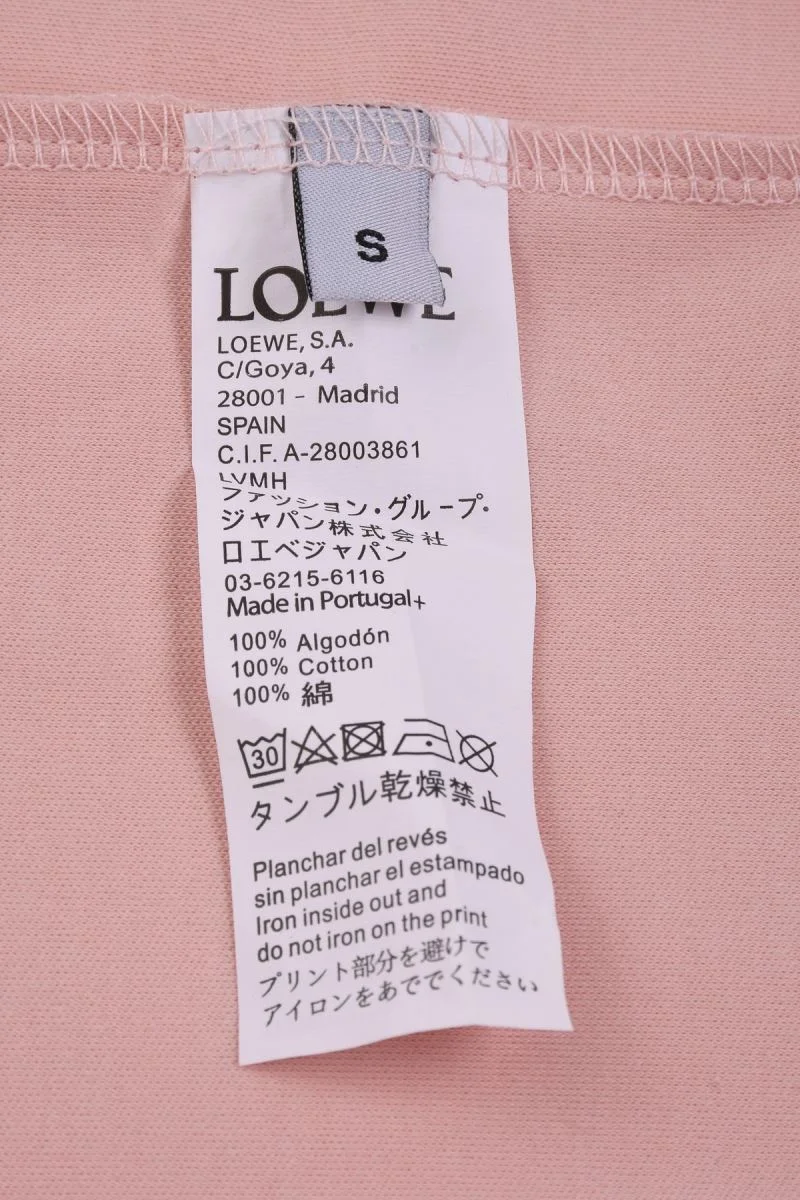 S
LOEWE
LOEWE, S.A.
C/Goya, 4
28001 - Madrid
SPAIN
C.I.F. A-28003861
LVMH
ファッション・グループ・
ジャパン株式会社
ロエベジャパン
03-6215-6116
Made in Portugal+
100% Algodón
100% Cotton
100% 綿
30
タンブル乾燥禁止
Planchar del revés
sin planchar el estampado
Iron inside out and
do not iron on the print
プリント部分を避けで
アイロンをあででください